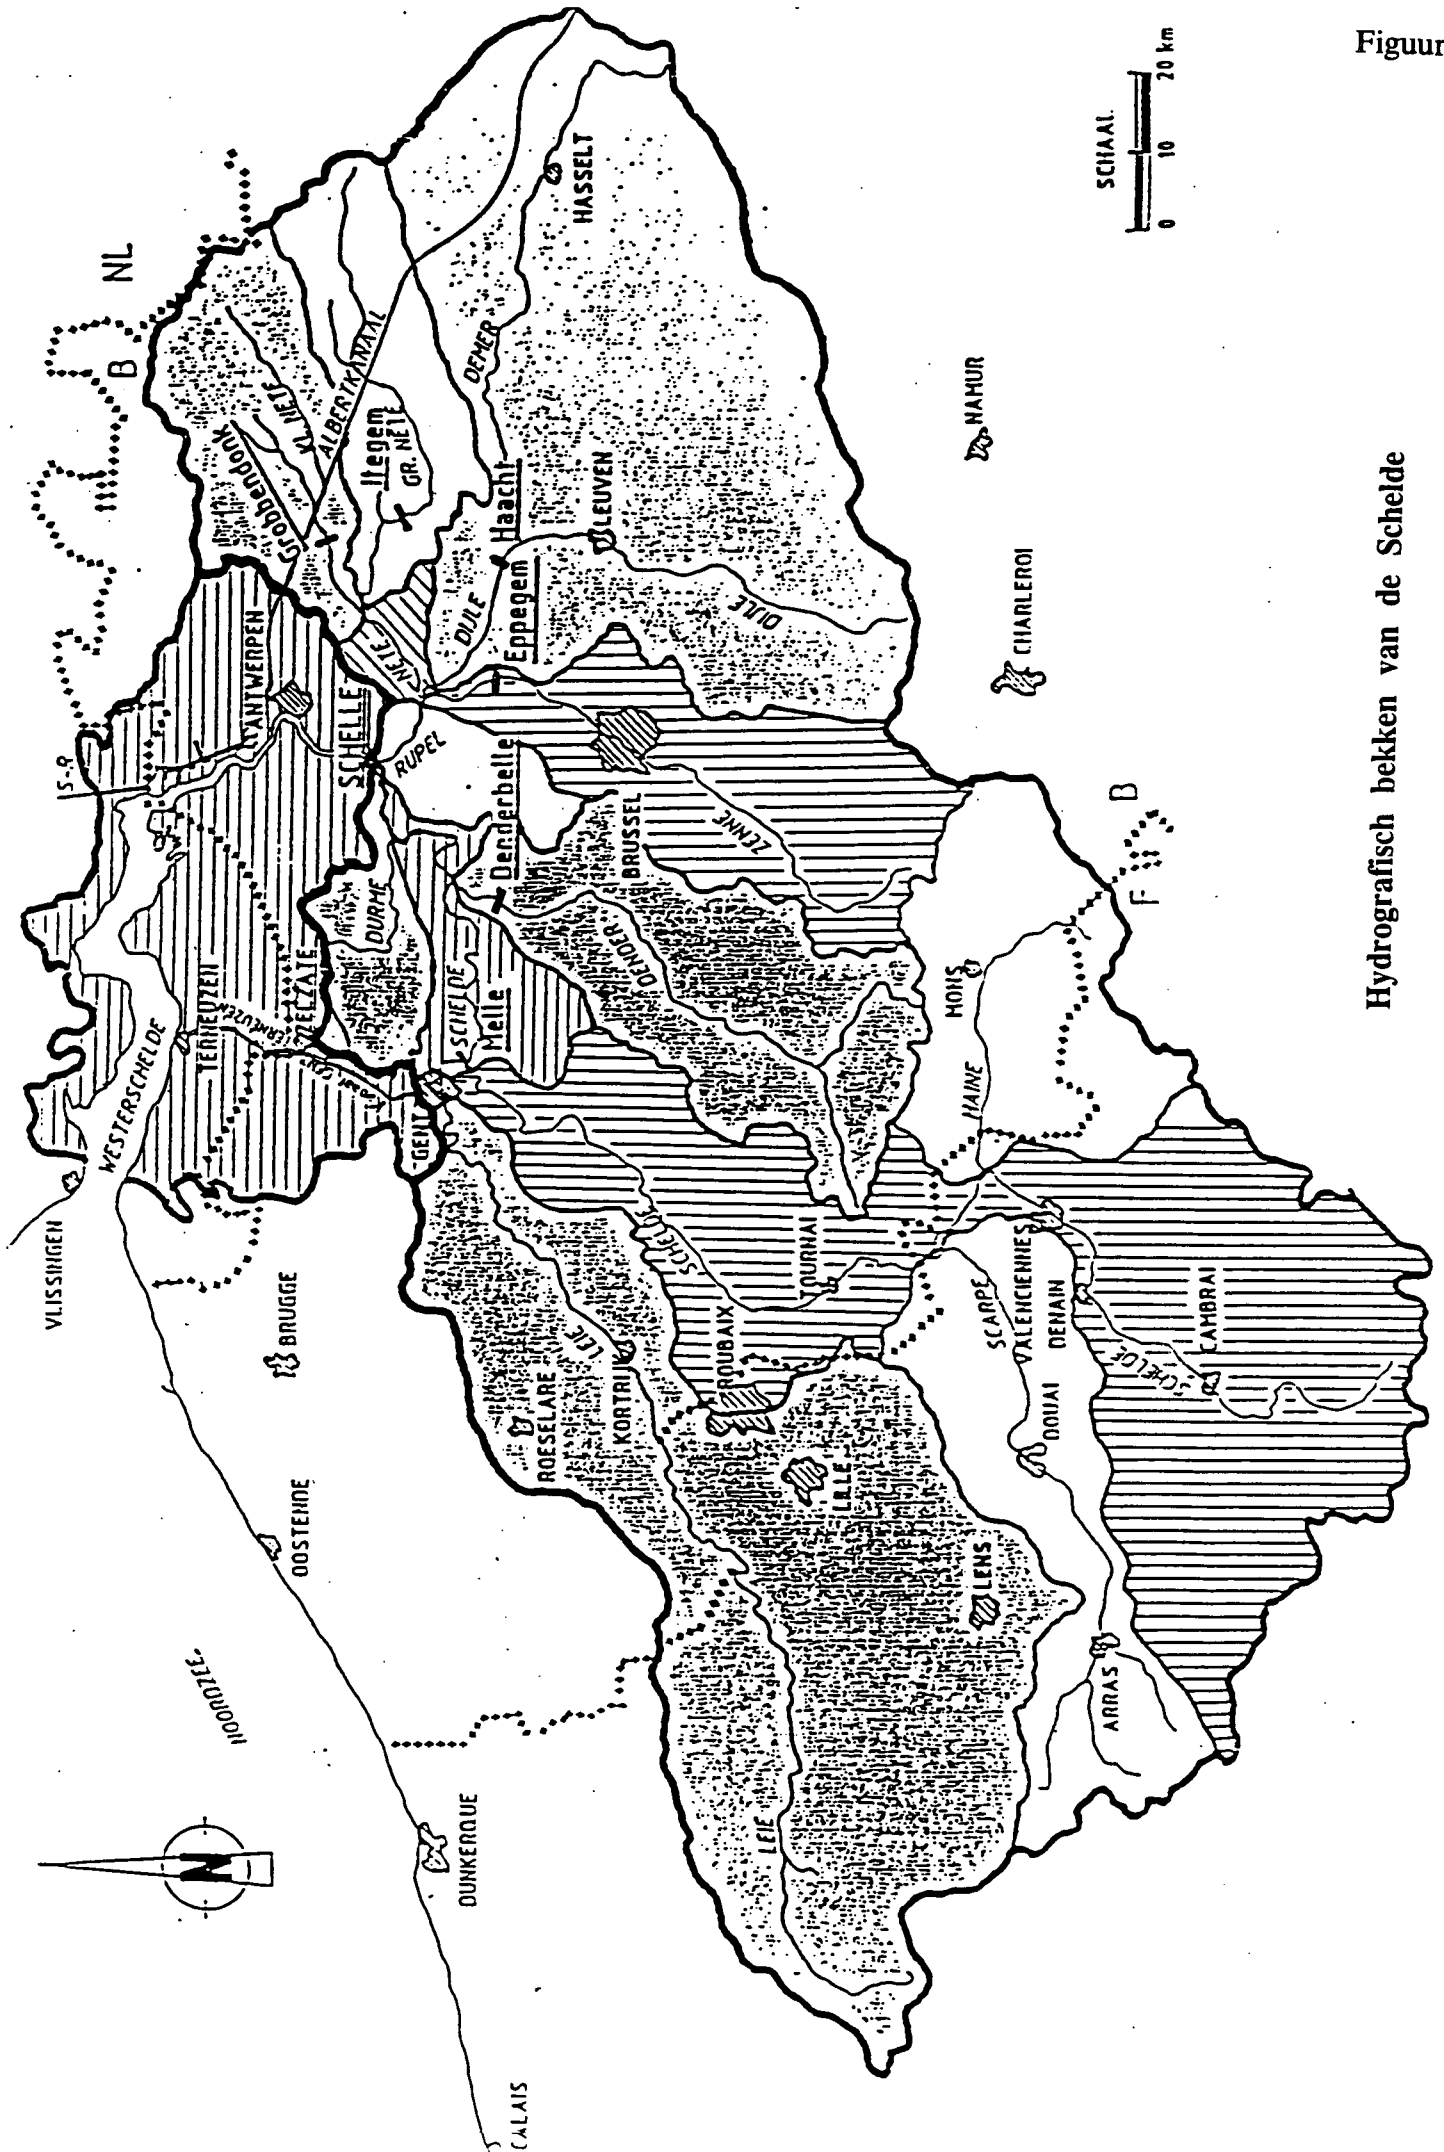 Figuur
SCHAAL.
0 10 20 km
NL
B
VLISSINGEN
WESTERSCHELDE
TERNEUZEN
ZELZATE
S-R
ANTWERPEN
SCHELLE
RUPEL
NETE
Grobbendonk
KL. NETE
ALBERTKANAAL
Itegem
GR. NETE
DEMER
HASSELT
Haacht
DIJLE
Eppegem
LEUVEN
DIJLE
Denderbelle
BRUSSEL
ZENNE
DURME
SCHELDE
Melle
DENDER
GENT
BRUGGE
OOSTENDE
NOORDZEE
N
DUNKERQUE
CALAIS
ROESELARE
KORTRIJK
LEIE
SCHELDE
ROUBAIX
TOURNAI
LILLE
LENS
LEIE
ARRAS
DOUAI
SCARPE
VALENCIENNES
DENAIN
SCHELDE
CAMBRAI
HAINE
MONS
F
B
CHARLEROI
NAMUR
Hydrografisch bekken van de Schelde